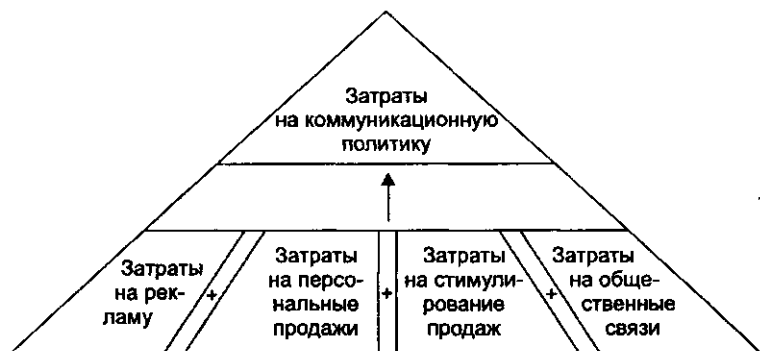 Затраты
на коммуникационную
политику
Затраты
на рек-
ламу
+
Затраты
на персо-
нальные
продажи
+
Затраты
на стимули-
рование
продаж
+
Затраты
на обще-
ственные
связи